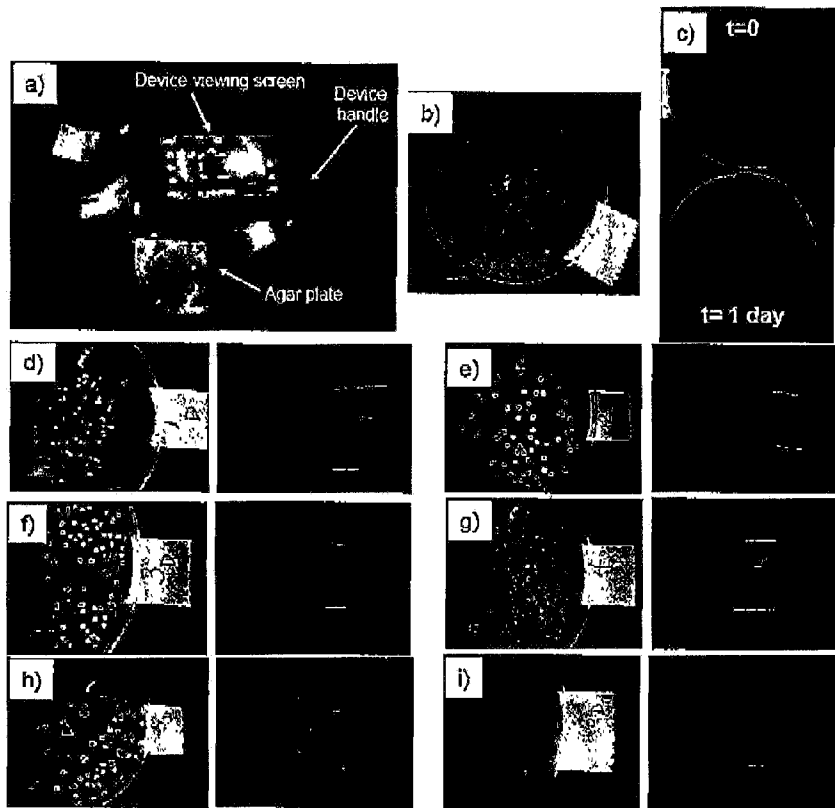 a)
Device viewing screen
Device
handle
Agar plate
b)
c)
t=0
t= 1 day
d)
e)
f)
g)
h)
i)